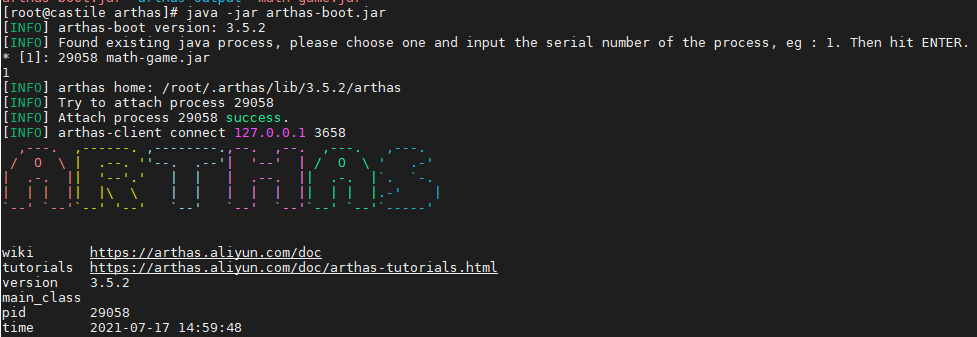 [root@castile arthas]# java -jar arthas-boot.jar
[INFO] arthas-boot version: 3.5.2
[INFO] Found existing java process, please choose one and input the serial number of the process, eg : 1. Then hit ENTER.
* [1]: 29058 math-game.jar
1
[INFO] arthas home: /root/.arthas/lib/3.5.2/arthas
[INFO] Try to attach process 29058
[INFO] Attach process 29058 success.
[INFO] arthas-client connect 127.0.0.1 3658
ARTHAS
wiki https://arthas.aliyun.com/doc
tutorials https://arthas.aliyun.com/doc/arthas-tutorials.html
version 3.5.2
main_class
pid 29058
time 2021-07-17 14:59:48